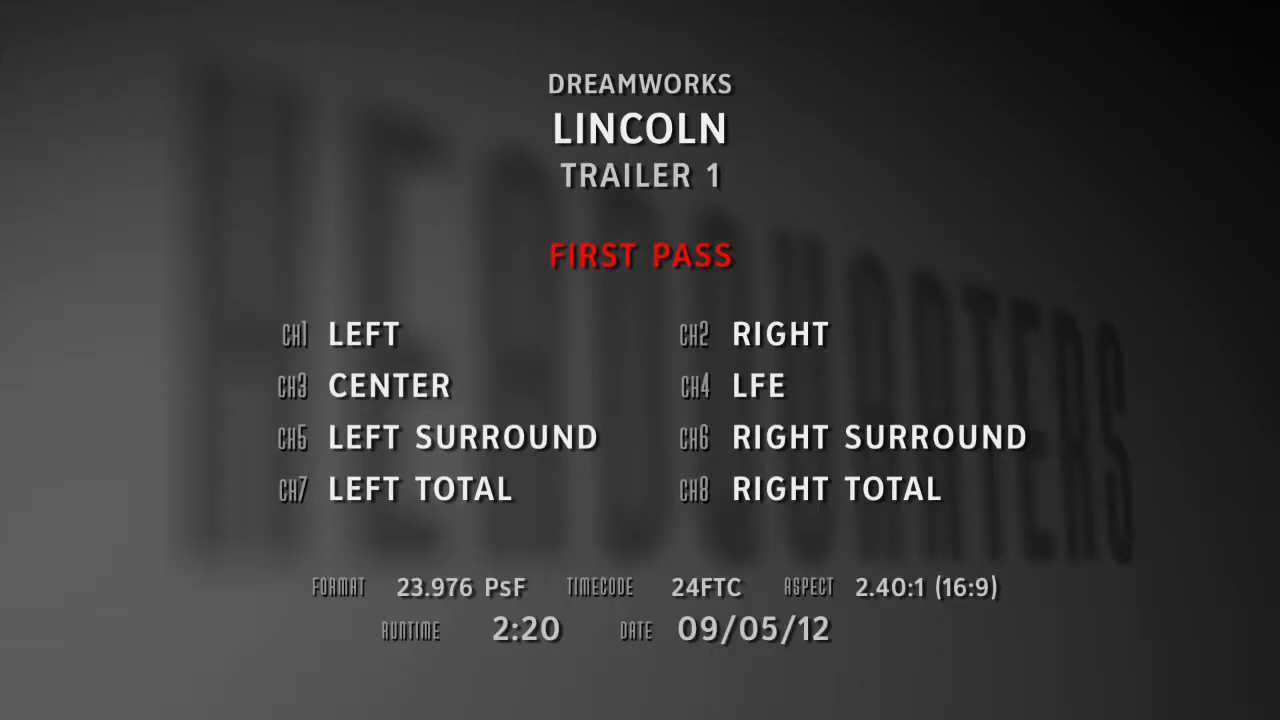 DREAMWORKS
LINCOLN
TRAILER 1
FIRST PASS
CH1 LEFT CH2 RIGHT
CH3 CENTER CH4 LFE
CH5 LEFT SURROUND CH6 RIGHT SURROUND
CH7 LEFT TOTAL CH8 RIGHT TOTAL
FORMAT 23.976 PsF TIMECODE 24FTC ASPECT 2.40:1 (16:9)
RUNTIME 2:20 DATE 09/05/12
HEADQUARTERS